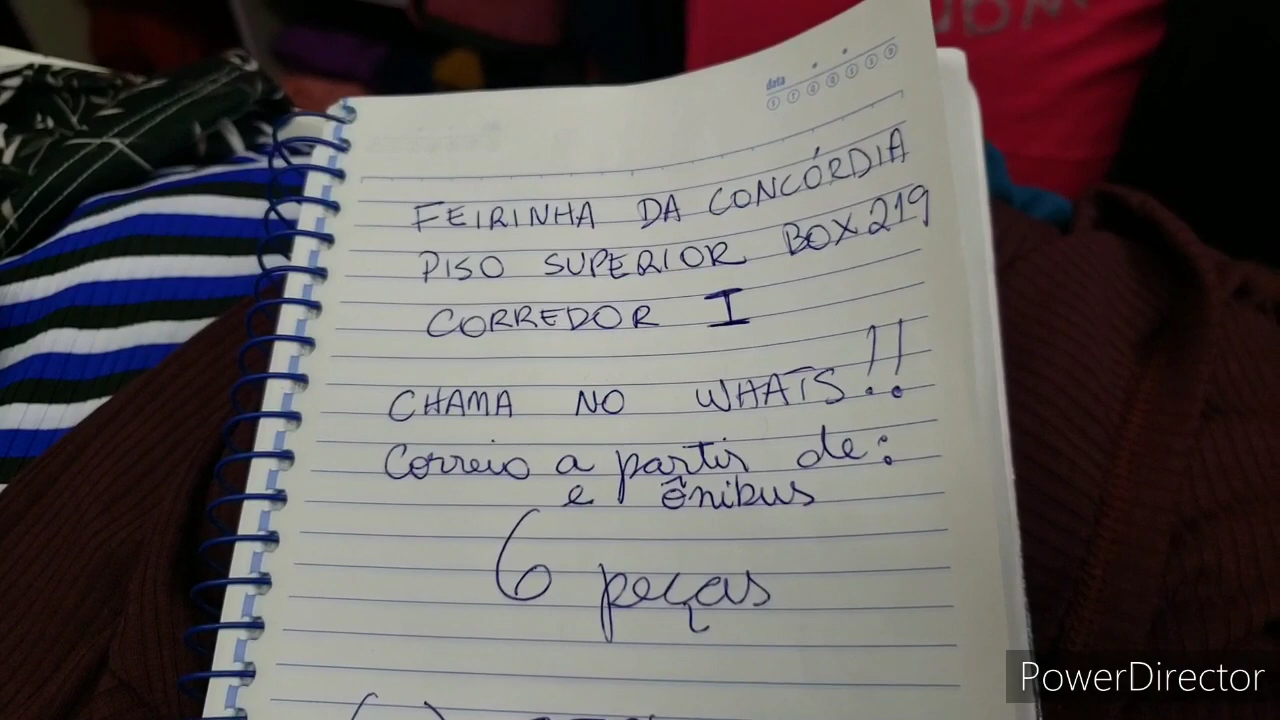 data
FEIRINHA DA CONCÓRDIA
PISO SUPERIOR BOX 219
CORREDOR I
CHAMA NO WHATS!!
Correio a partir de:
e ônibus
6 peças
PowerDirector